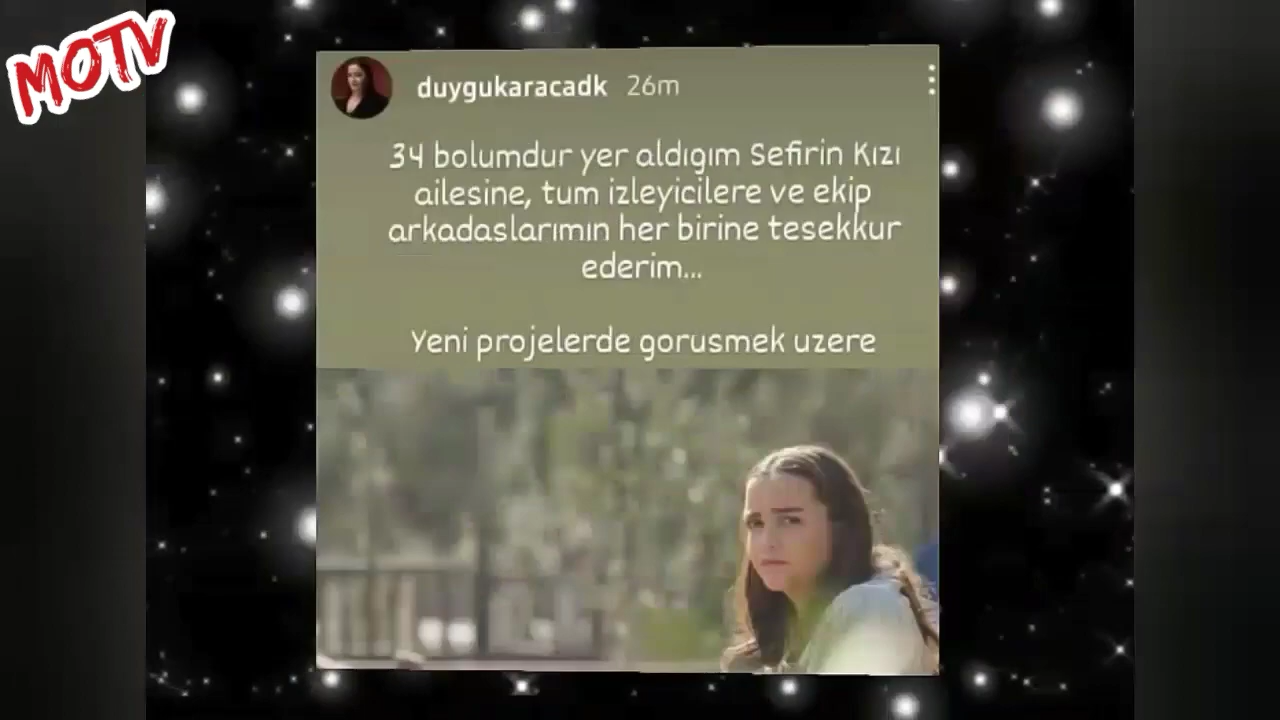 MOTV
duygukaracadk 26m
34 bolumdur yer aldıgım Sefirin Kızı
ailesine, tum izleyicilere ve ekip
arkadaslarımın her birine tesekkur
ederim...
Yeni projelerde gorusmek uzere